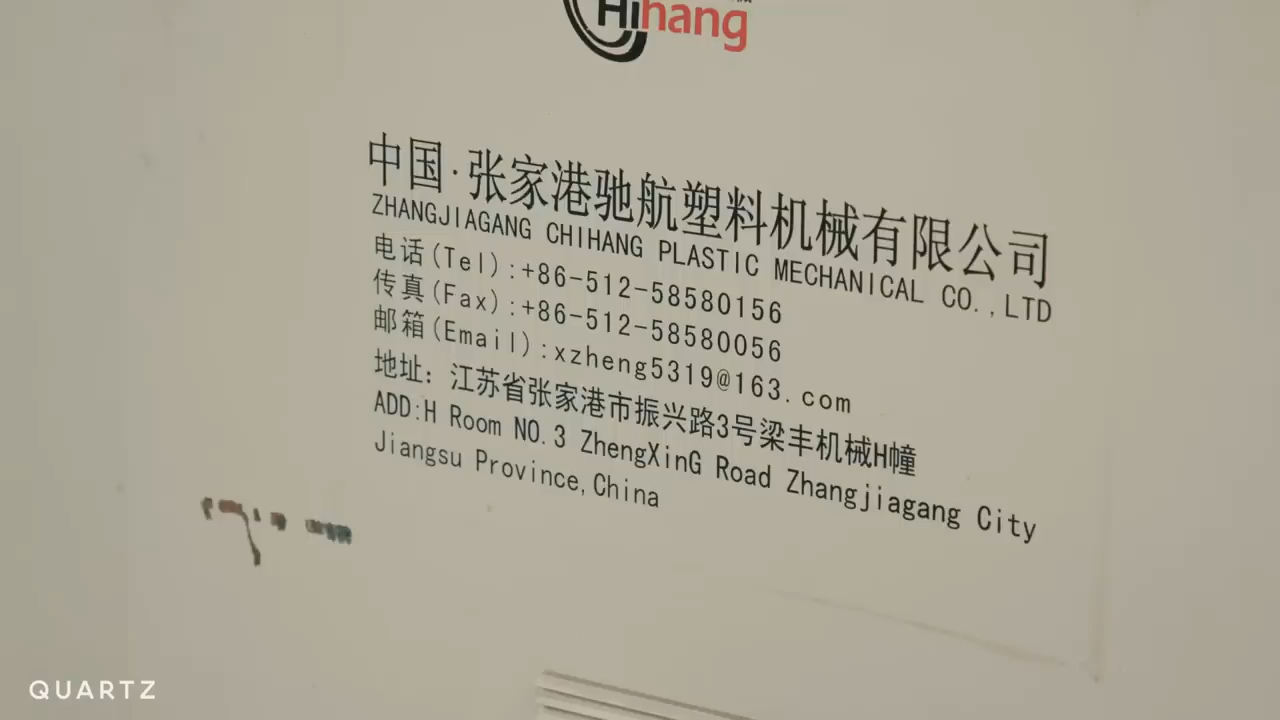 Hihang
中国·张家港驰航塑料机械有限公司
ZHANGJIAGANG CHIHANG PLASTIC MECHANICAL CO.,LTD
电话(Tel):+86-512-58580156
传真(Fax):+86-512-58580056
邮箱(Email):xzheng5319@163.com
地址：江苏省张家港市振兴路3号梁丰机械H幢
ADD:H Room NO.3 ZhengXinG Road Zhangjiagang City
Jiangsu Province,China
QUARTZ